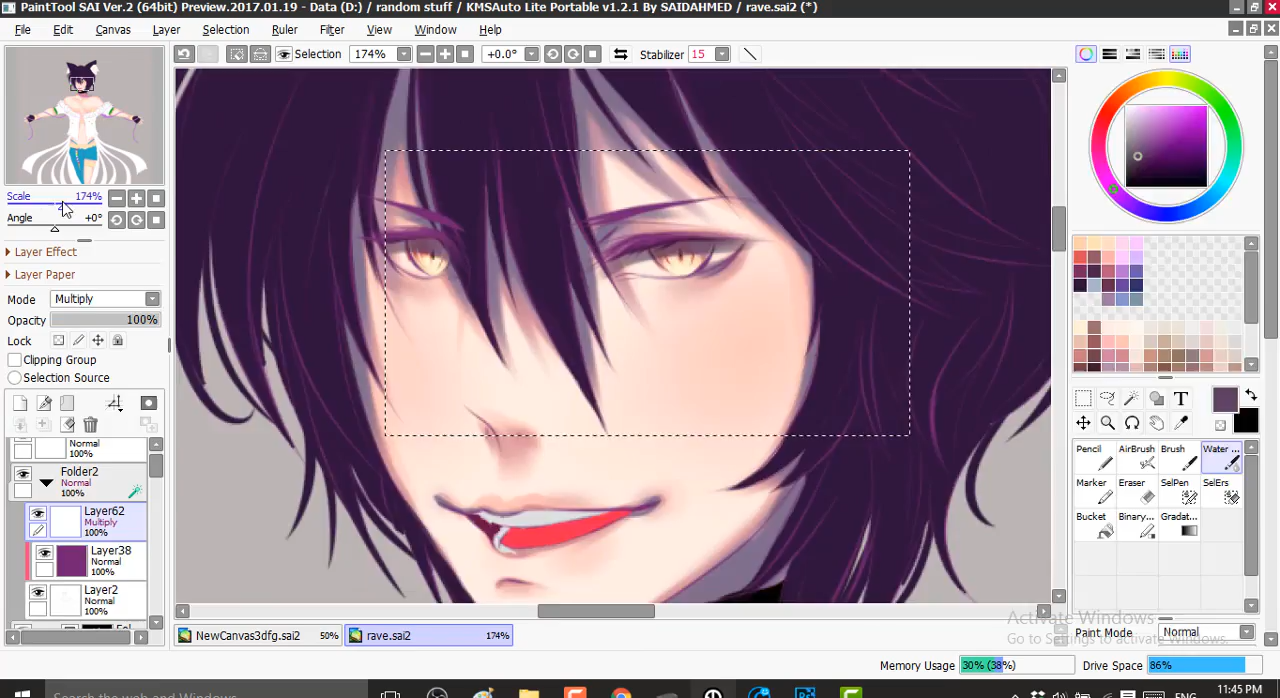 PaintTool SAI Ver.2 (64bit) Preview.2017.01.19 - Data (D:) / random stuff / KMSAuto Lite Portable v1.2.1 By SAIDAHMED / rave.sai2 (*)
File Edit Canvas Layer Selection Ruler Filter View Window Help
Selection 174% +0.0° Stabilizer 15
Scale 174%
Angle +0°
Layer Effect
Layer Paper
Mode Multiply
Opacity 100%
Lock
Clipping Group
Selection Source
Normal
100%
Folder2
Normal
100%
Layer62
Multiply
100%
Layer38
Normal
100%
Layer2
Normal
100%
T
Pencil AirBrush Brush Water ...
Marker Eraser SelPen SelErs
Bucket Binary... Gradat...
Activate Windows
Go to Settings to activate Windows.
Paint Mode Normal
NewCanvas3dfg.sai2 50% rave.sai2 174%
Memory Usage 30% (38%) Drive Space 86%
Search the web and Windows
ENG
11:45 PM